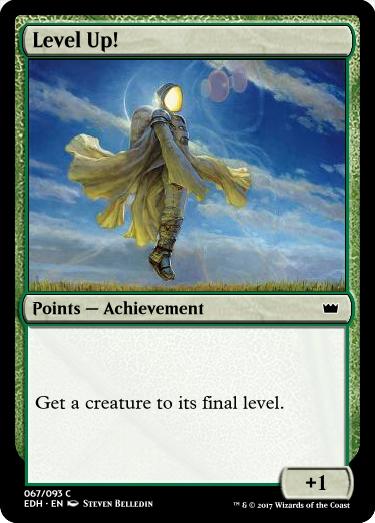 Level Up!
Points — Achievement
Get a creature to its final level.
+1
067/093 C
EDH • EN Steven Belledin
™ & © 2017 Wizards of the Coast